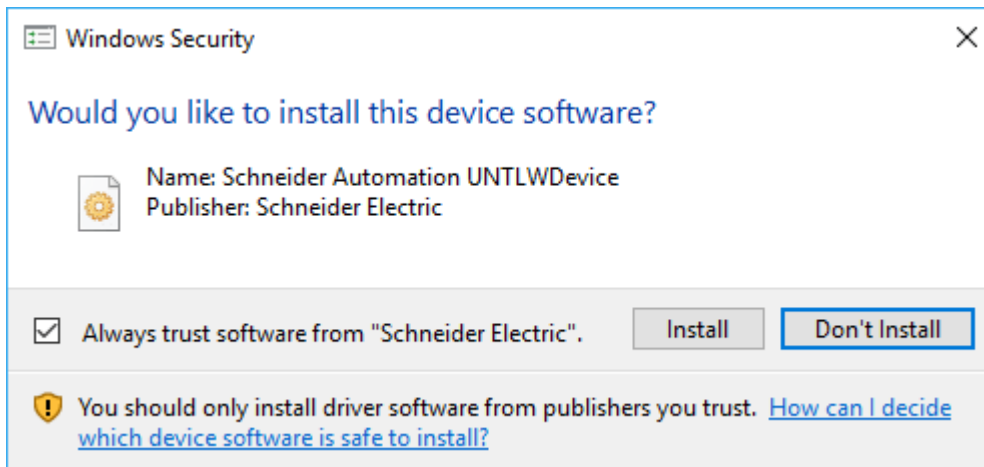 Windows Security
Would you like to install this device software?
Name: Schneider Automation UNTLWDevice
Publisher: Schneider Electric
Always trust software from "Schneider Electric".
Install
Don't Install
You should only install driver software from publishers you trust. How can I decide
which device software is safe to install?